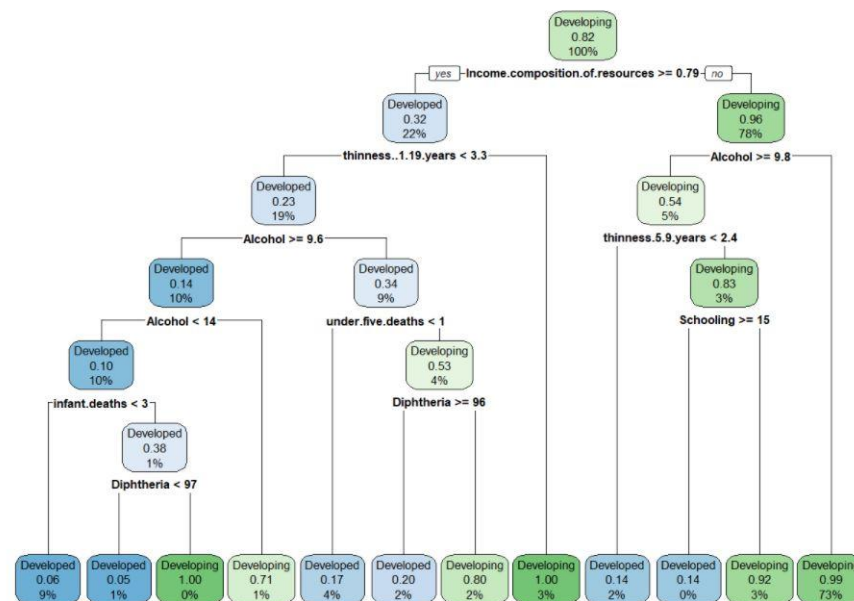 Developing
0.82
100%
yes Income.composition.of.resources >= 0.79 no
Developed
0.32
22%
Developing
0.96
78%
thinness..1.19.years < 3.3
Alcohol >= 9.8
Developed
0.23
19%
Developing
0.54
5%
Alcohol >= 9.6
thinness.5.9.years < 2.4
Developed
0.14
10%
Developed
0.34
9%
Developing
0.83
3%
Alcohol < 14
under.five.deaths < 1
Schooling >= 15
Developed
0.10
10%
Developing
0.53
4%
infant.deaths < 3
Diphtheria >= 96
Developed
0.38
1%
Diphtheria < 97
Developed
0.06
9%
Developed
0.05
1%
Developing
1.00
0%
Developing
0.71
1%
Developed
0.17
4%
Developed
0.20
2%
Developing
0.80
2%
Developing
1.00
3%
Developed
0.14
2%
Developed
0.14
0%
Developing
0.92
3%
Developing
0.99
73%